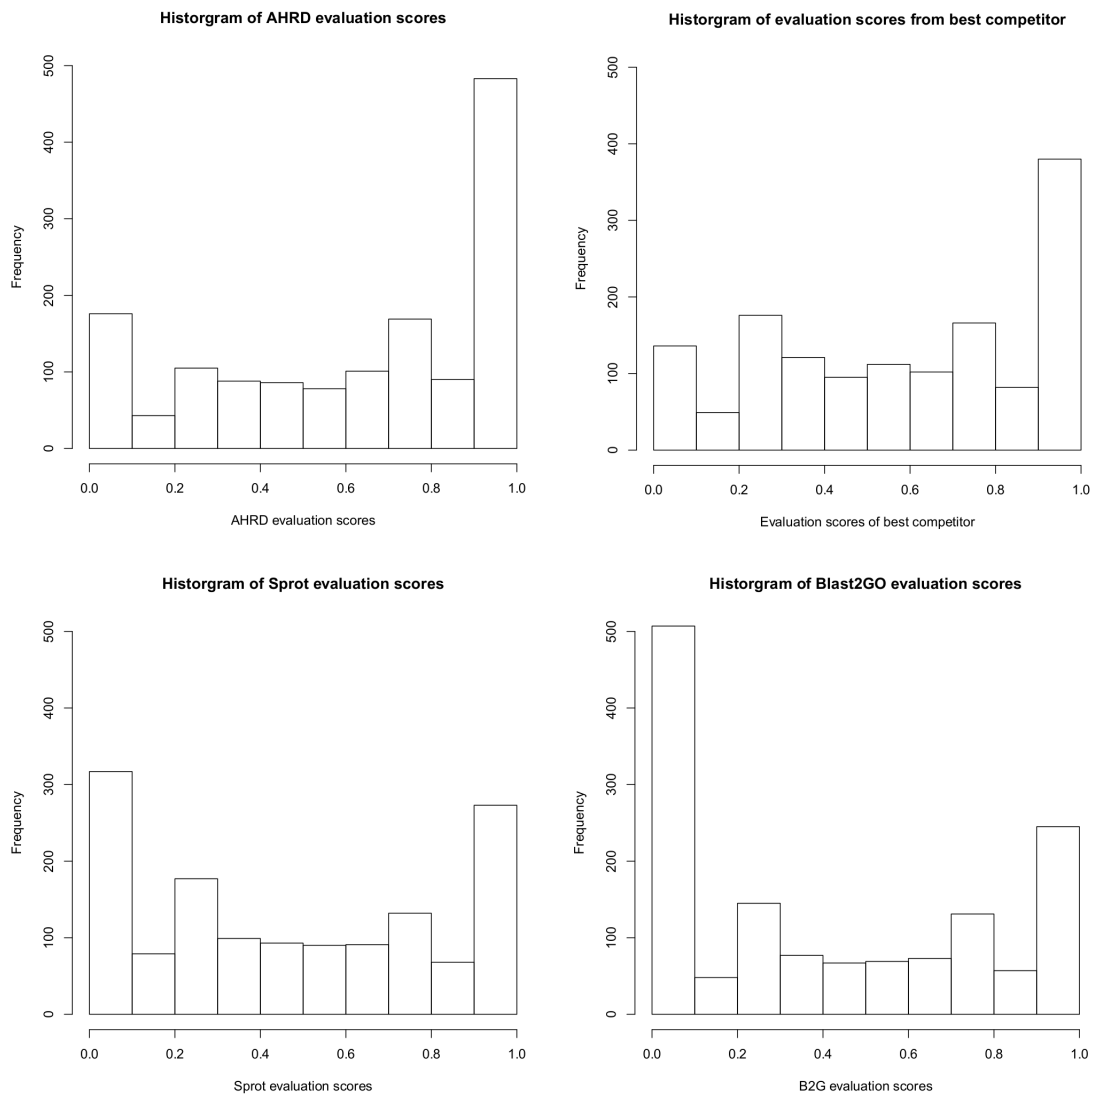 Historgram of AHRD evaluation scores
Frequency
500
400
300
200
100
0
0.0 0.2 0.4 0.6 0.8 1.0
AHRD evaluation scores
Historgram of evaluation scores from best competitor
Frequency
500
400
300
200
100
0
0.0 0.2 0.4 0.6 0.8 1.0
Evaluation scores of best competitor
Historgram of Sprot evaluation scores
Frequency
500
400
300
200
100
0
0.0 0.2 0.4 0.6 0.8 1.0
Sprot evaluation scores
Historgram of Blast2GO evaluation scores
Frequency
500
400
300
200
100
0
0.0 0.2 0.4 0.6 0.8 1.0
B2G evaluation scores